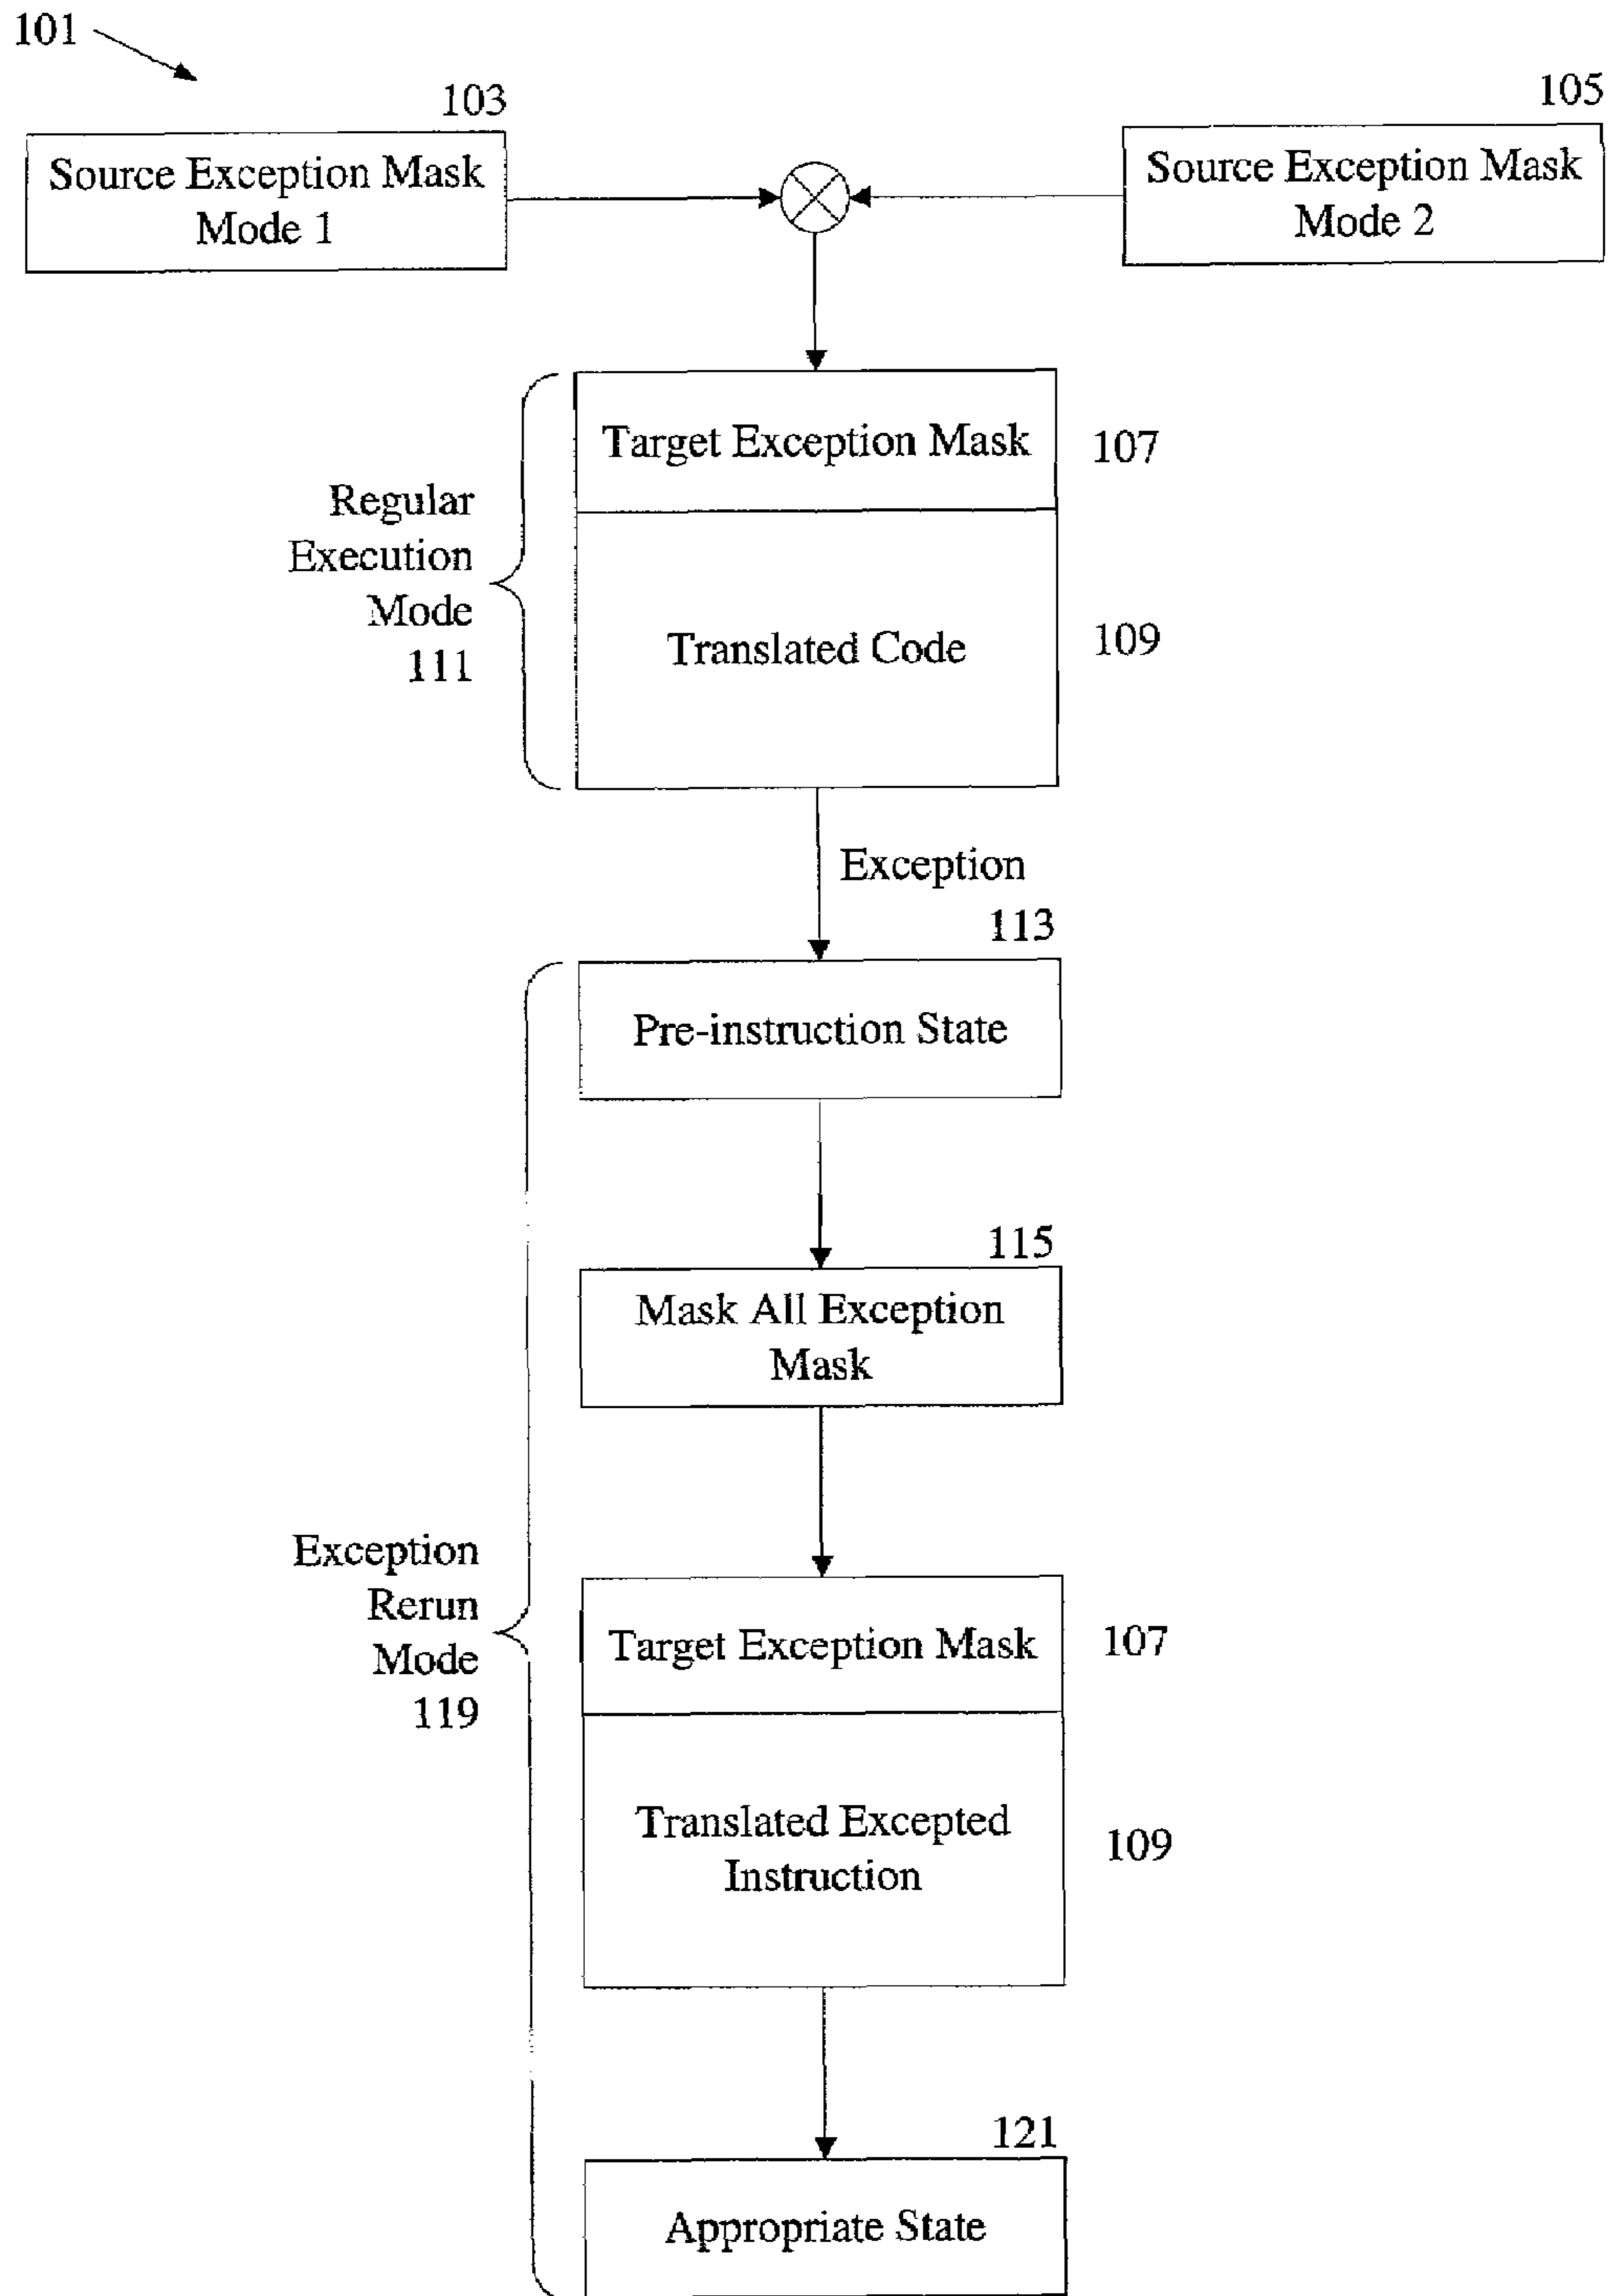 101
103
Source Exception Mask
Mode 1
105
Source Exception Mask
Mode 2
Target Exception Mask
107
Regular
Execution
Mode
111
Translated Code
109
Exception
113
Pre-instruction State
115
Mask All Exception
Mask
Exception
Rerun
Mode
119
Target Exception Mask
107
Translated Excepted
Instruction
109
121
Appropriate State